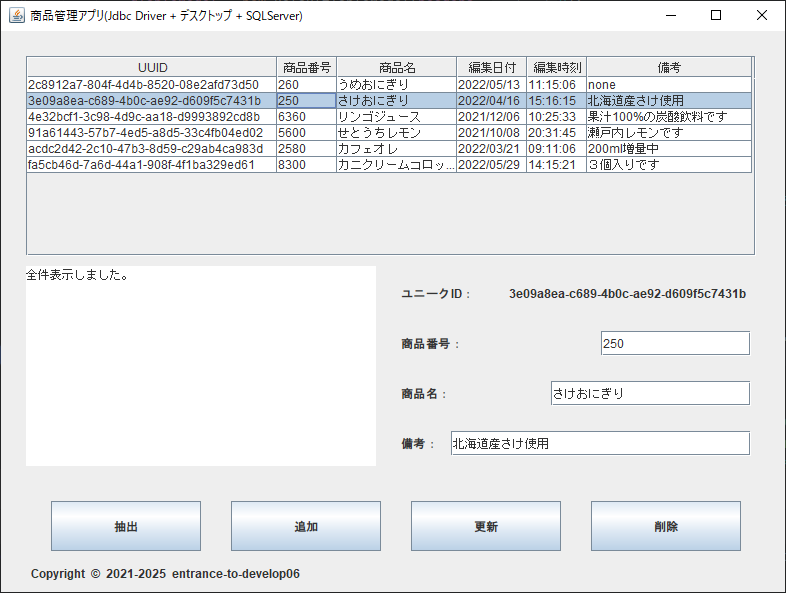 商品管理アプリ(Jdbc Driver + デスクトップ + SQLServer)
UUID 商品番号 商品名 編集日付 編集時刻 備考
2c8912a7-804f-4d4b-8520-08e2afd73d50 260 うめおにぎり 2022/05/13 11:15:06 none
3e09a8ea-c689-4b0c-ae92-d609f5c7431b 250 さけおにぎり 2022/04/16 15:16:15 北海道産さけ使用
4e32bcf1-3c98-4d9c-aa18-d9993892cd8b 6360 リンゴジュース 2021/12/06 10:25:33 果汁100%の炭酸飲料です
91a61443-57b7-4ed5-a8d5-33c4fb04ed02 5600 せとうちレモン 2021/10/08 20:31:45 瀬戸内レモンです
acdc2d42-2c10-47b3-8d59-c29ab4ca983d 2580 カフェオレ 2022/03/21 09:11:06 200ml増量中
fa5cb46d-7a6d-44a1-908f-4f1ba329ed61 8300 カニクリームコロッ... 2022/05/29 14:15:21 ３個入りです
全件表示しました。
ユニークID： 3e09a8ea-c689-4b0c-ae92-d609f5c7431b
商品番号： 250
商品名： さけおにぎり
備考： 北海道産さけ使用
抽出 追加 更新 削除
Copyright © 2021-2025 entrance-to-develop06